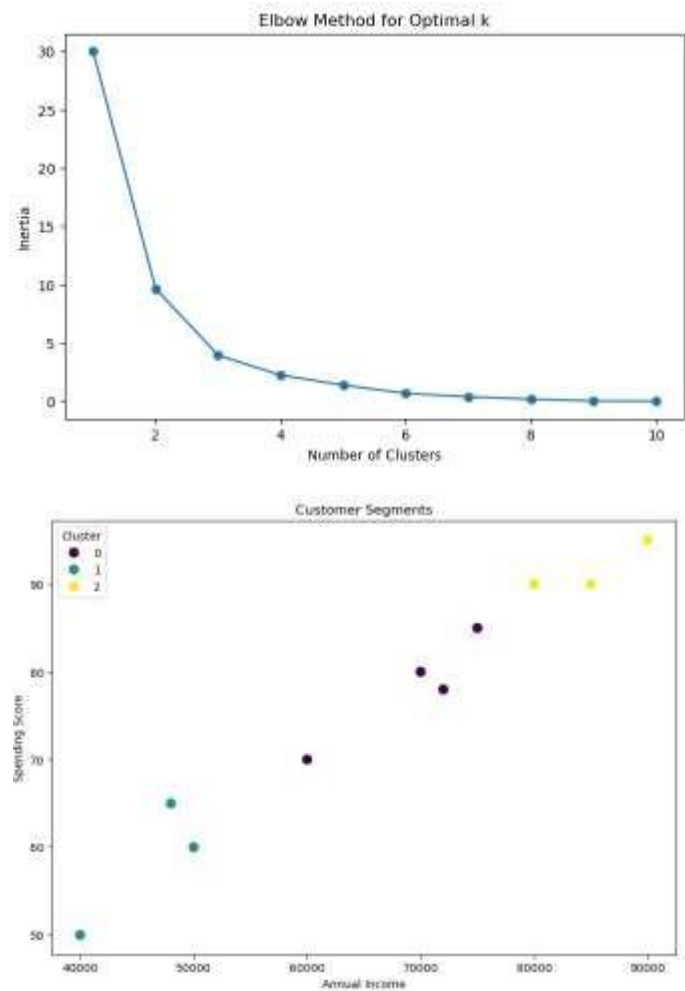 Elbow Method for Optimal k
30
25
20
15
10
5
0
Inertia
2 4 6 8 10
Number of Clusters
Customer Segments
Cluster
0
1
2
90
80
70
60
50
Spending Score
40000 50000 60000 70000 80000 90000
Annual Income